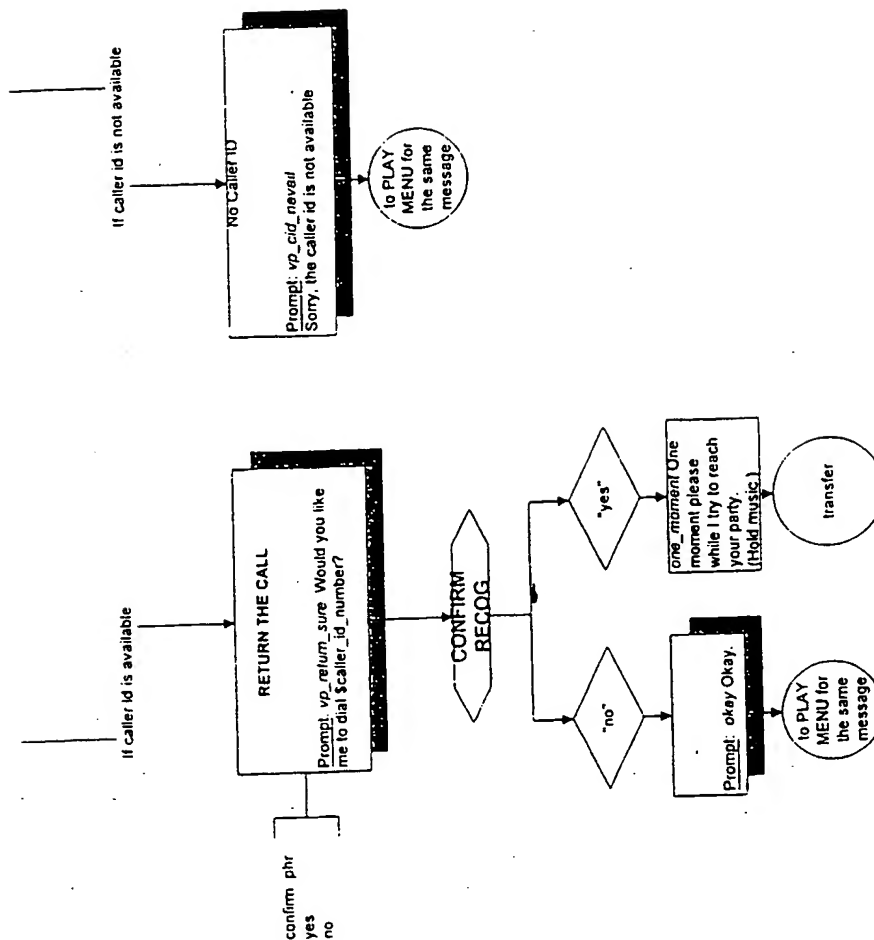 If caller id is not available
No Caller ID
Prompt: vp_cid_navail
Sorry, the caller id is not available
to PLAY
MENU for
the same
message
If caller id is available
RETURN THE CALL
Prompt: vp_return_sure Would you like
me to dial $caller_id_number?
confirm phr
yes
no
CONFIRM
RECOG
"yes"
one_moment One
moment please
while I try to reach
your party.
(Hold music.)
transfer
"no"
Prompt: okay Okay.
to PLAY
MENU for
the same
message